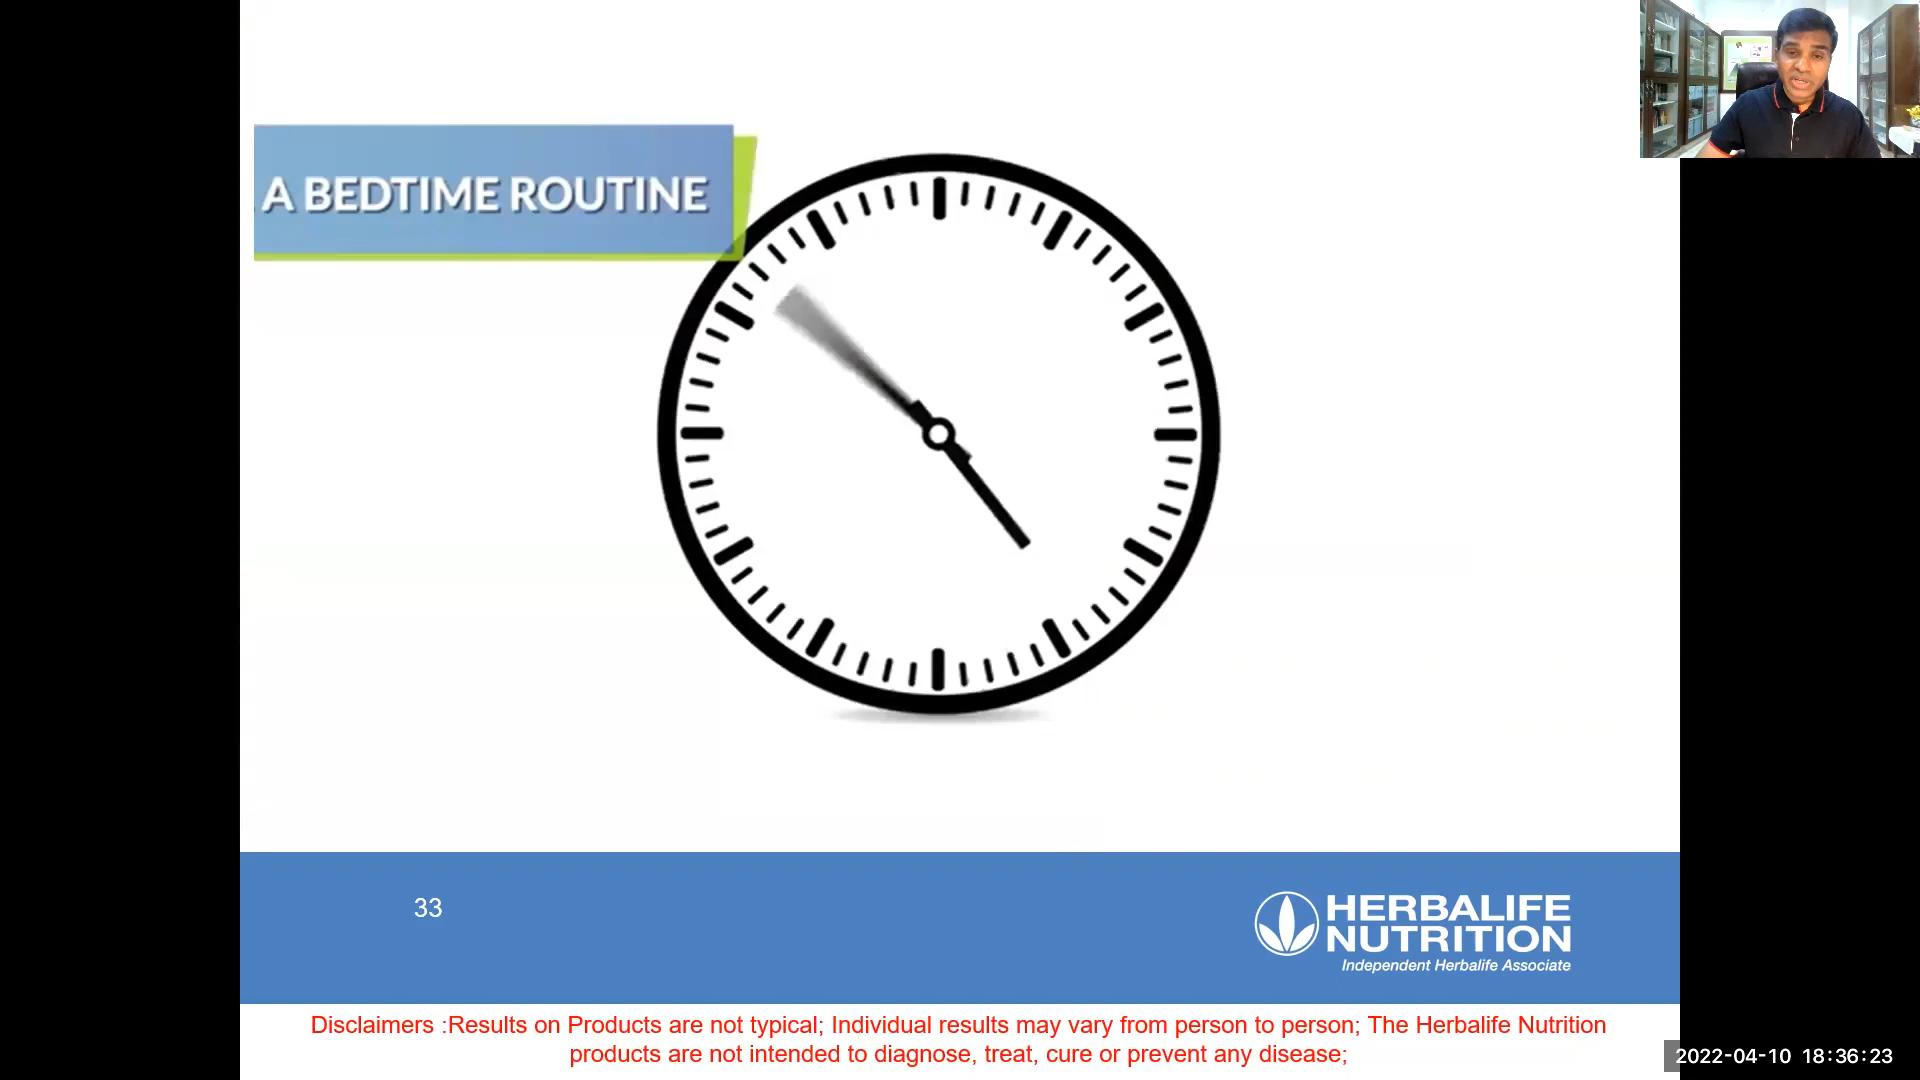 A BEDTIME ROUTINE
33
HERBALIFE
NUTRITION
Independent Herbalife Associate
Disclaimers :Results on Products are not typical; Individual results may vary from person to person; The Herbalife Nutrition
products are not intended to diagnose, treat, cure or prevent any disease;
2022-04-10 18:36:23